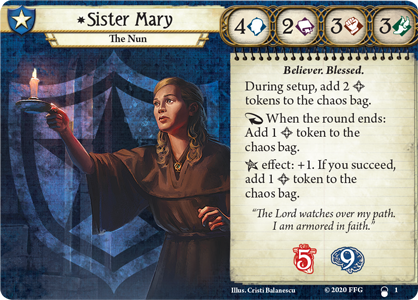 Sister Mary
The Nun
4 2 3 3
Believer. Blessed.
During setup, add 2
tokens to the chaos bag.
When the round ends:
Add 1 token to the
chaos bag.
effect: +1. If you succeed,
add 1 token to the
chaos bag.
“The Lord watches over my path.
I am armored in faith.”
5 9
Illus. Cristi Balanescu © 2020 FFG 1